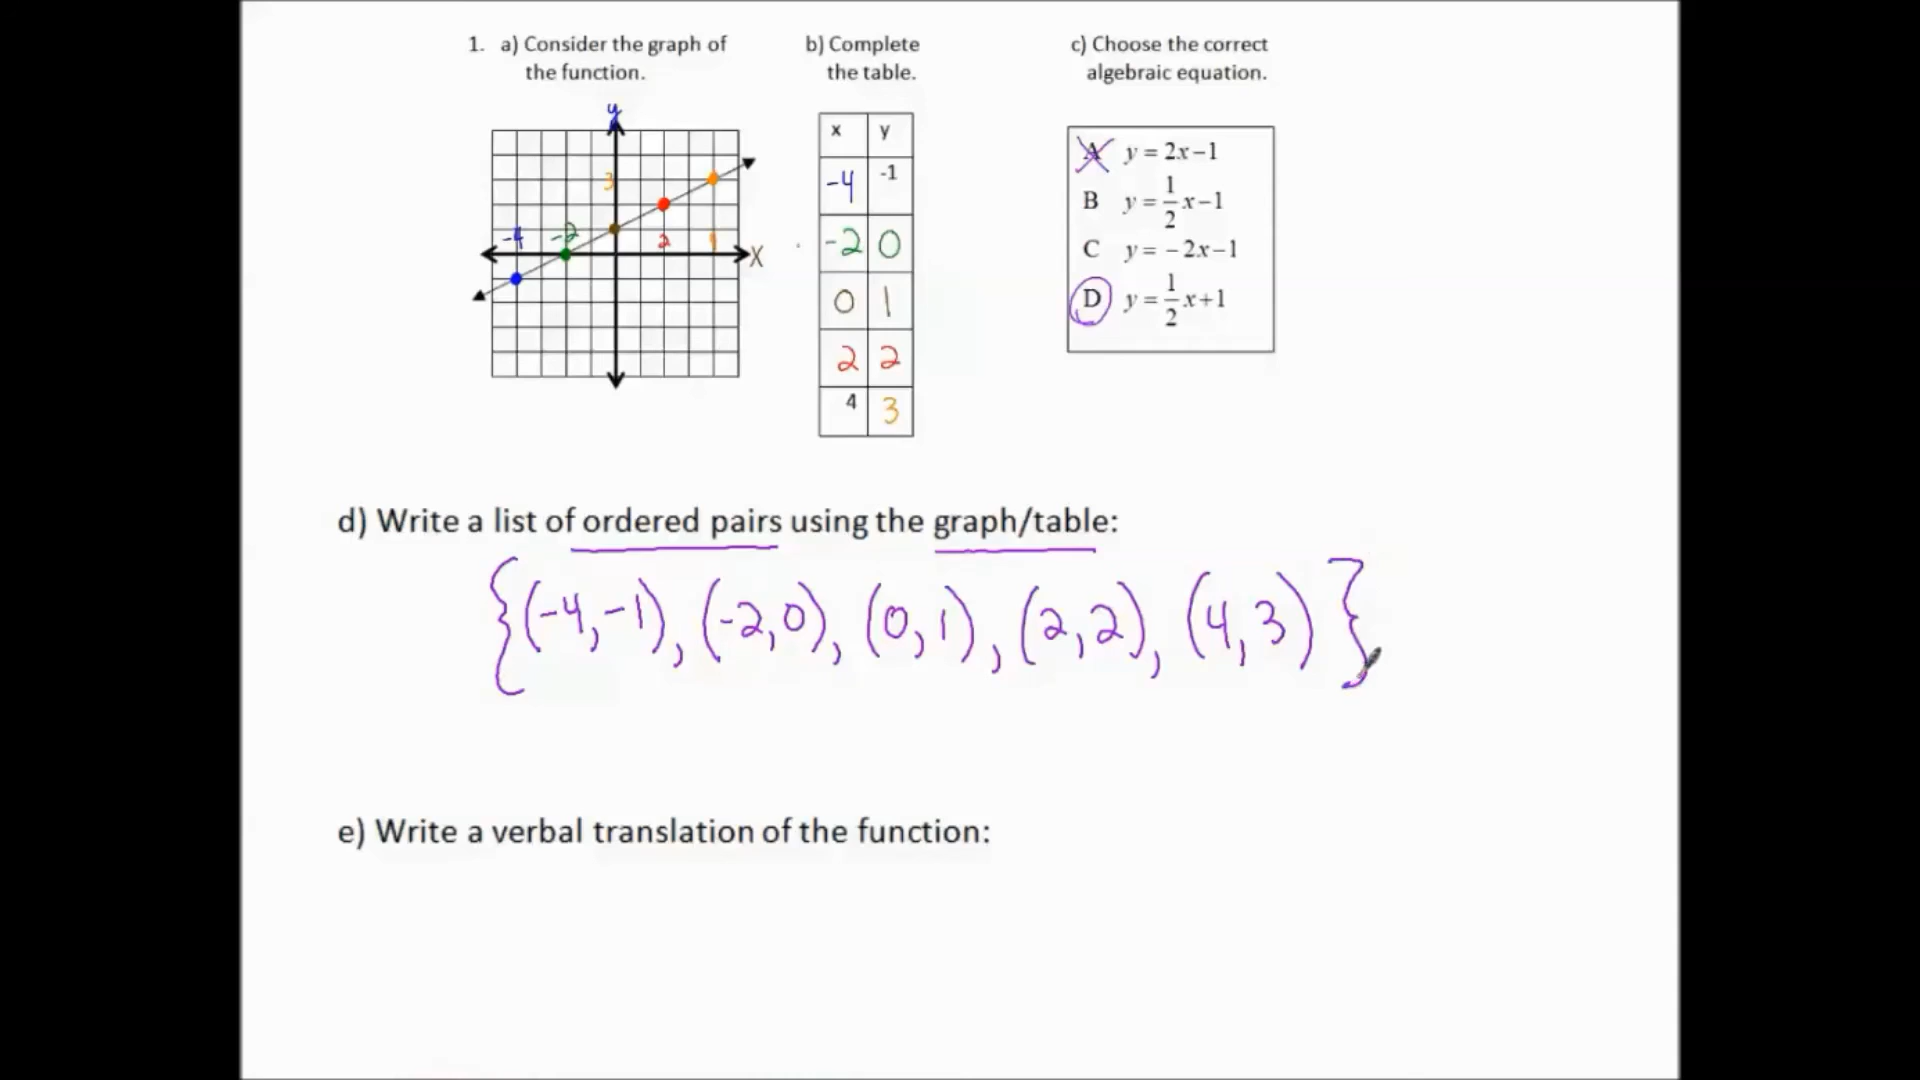 1. a) Consider the graph of
the function.
b) Complete
the table.
c) Choose the correct
algebraic equation.
y
3
-4 -2 2
X
x y
-4 -1
-2 0
0 1
2 2
4 3
A y = 2x-1
B y = 1/2 x-1
C y = -2x-1
D y = 1/2 x+1
d) Write a list of ordered pairs using the graph/table:
{(-4,-1), (-2,0), (0,1), (2,2), (4,3)}
e) Write a verbal translation of the function: